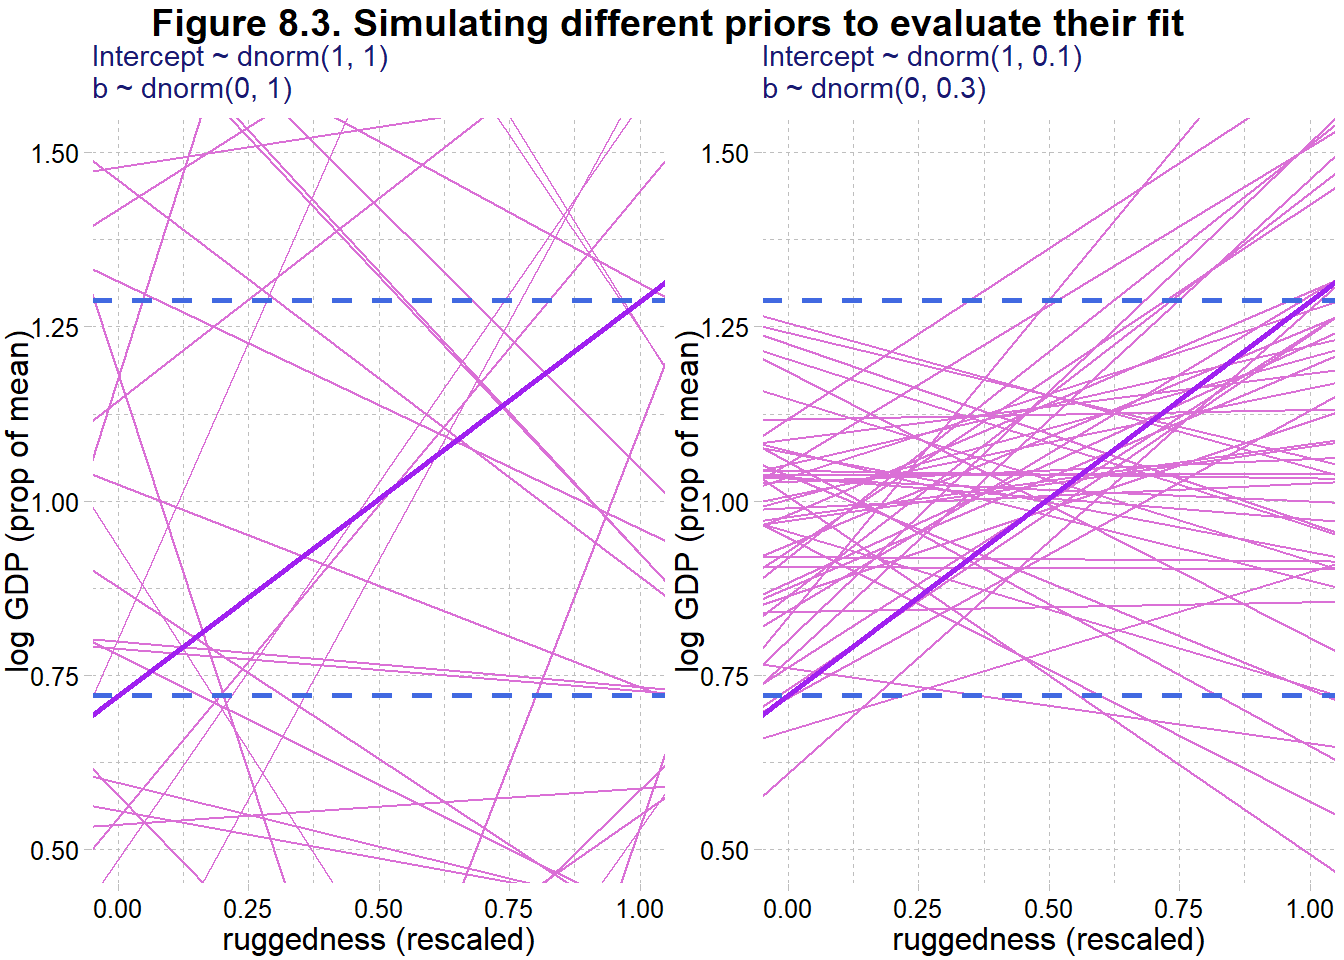 Figure 8.3. Simulating different priors to evaluate their fit
Intercept ~ dnorm(1, 1)
b ~ dnorm(0, 1)
1.50
1.25
1.00
0.75
0.50
log GDP (prop of mean)
0.00 0.25 0.50 0.75 1.00
ruggedness (rescaled)
Intercept ~ dnorm(1, 0.1)
b ~ dnorm(0, 0.3)
1.50
1.25
1.00
0.75
0.50
log GDP (prop of mean)
0.00 0.25 0.50 0.75 1.00
ruggedness (rescaled)